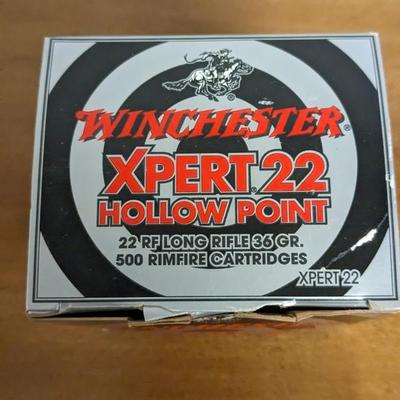 WINCHESTER®
XPERT®22
HOLLOW POINT
22 RF LONG RIFLE 36 GR.
500 RIMFIRE CARTRIDGES
XPERT 22